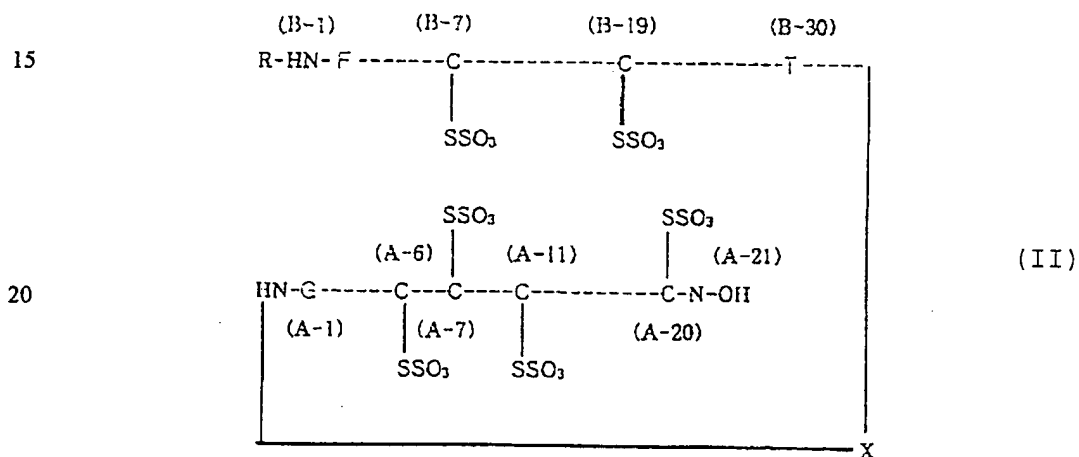 (B-1) (B-7) (B-19) (B-30)
15 R-HN-F-----C----------C----------T-----
SSO₃ SSO₃
SSO₃ SSO₃
(A-6) (A-11) (A-21) (II)
20 HN-G-----C--C---C--------C-N-OH
(A-1) (A-7) (A-20)
SSO₃ SSO₃
X